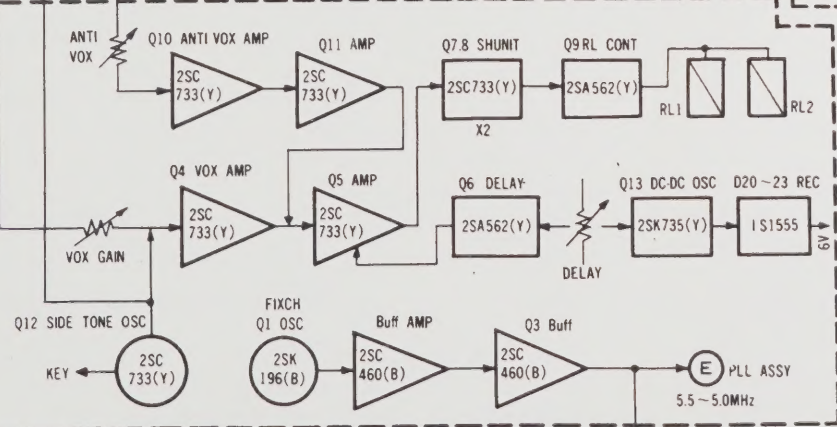 ANTI
VOX
Q10 ANTI VOX AMP
2SC
733(Y)
Q11 AMP
2SC
733(Y)
Q7.8 SHUNIT
2SC733(Y)
X2
Q9 RL CONT
2SA562(Y)
RL1
RL2
VOX GAIN
Q4 VOX AMP
2SC
733(Y)
Q5 AMP
2SC
733(Y)
Q6 DELAY
2SA562(Y)
DELAY
Q13 DC-DC OSC
2SK735(Y)
D20~23 REC
IS1555
6V
Q12 SIDE TONE OSC
2SC
733(Y)
KEY
FIXCH
Q1 OSC
2SK
196(B)
Buff AMP
2SC
460(B)
Q3 Buff
2SC
460(B)
E
PLL ASSY
5.5~5.0MHz